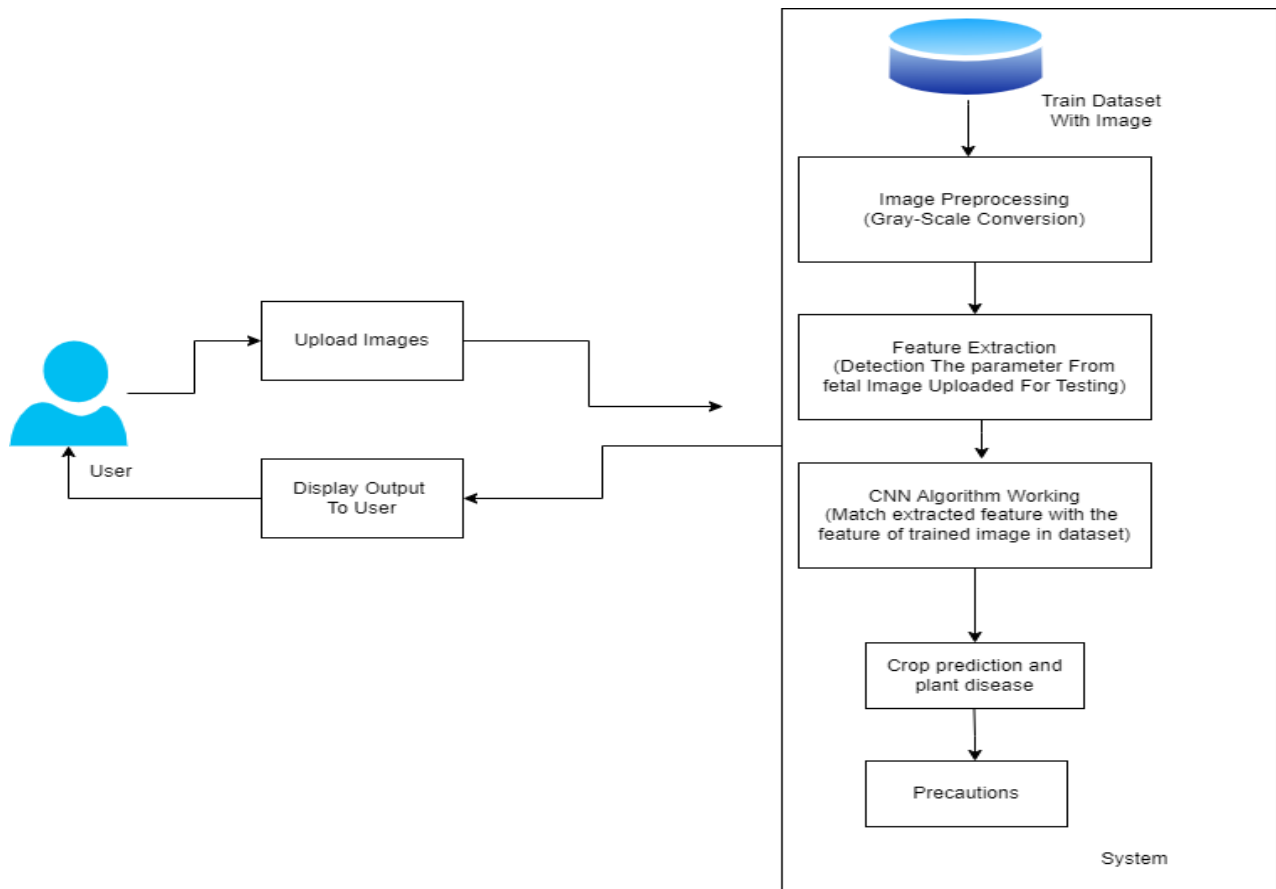 Train Dataset
With Image
Image Preprocessing
(Gray-Scale Conversion)
Upload Images
Feature Extraction
(Detection The parameter From
fetal Image Uploaded For Testing)
User
Display Output
To User
CNN Algorithm Working
(Match extracted feature with the
feature of trained image in dataset)
Crop prediction and
plant disease
Precautions
System